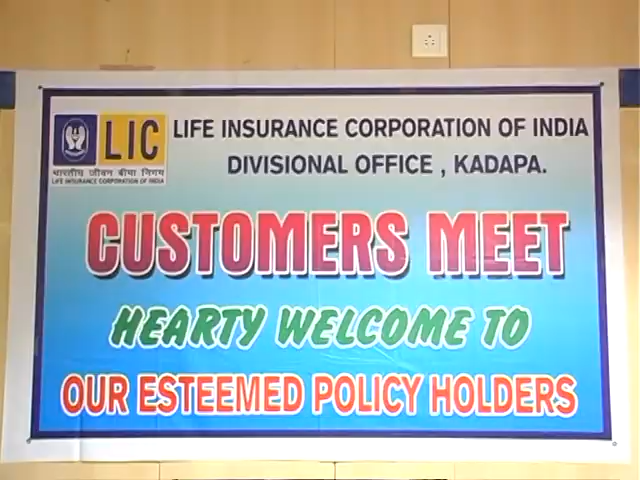 LIC
भारतीय जीवन बीमा निगम
LIFE INSURANCE CORPORATION OF INDIA
LIFE INSURANCE CORPORATION OF INDIA
DIVISIONAL OFFICE , KADAPA.
CUSTOMERS MEET
HEARTY WELCOME TO
OUR ESTEEMED POLICY HOLDERS